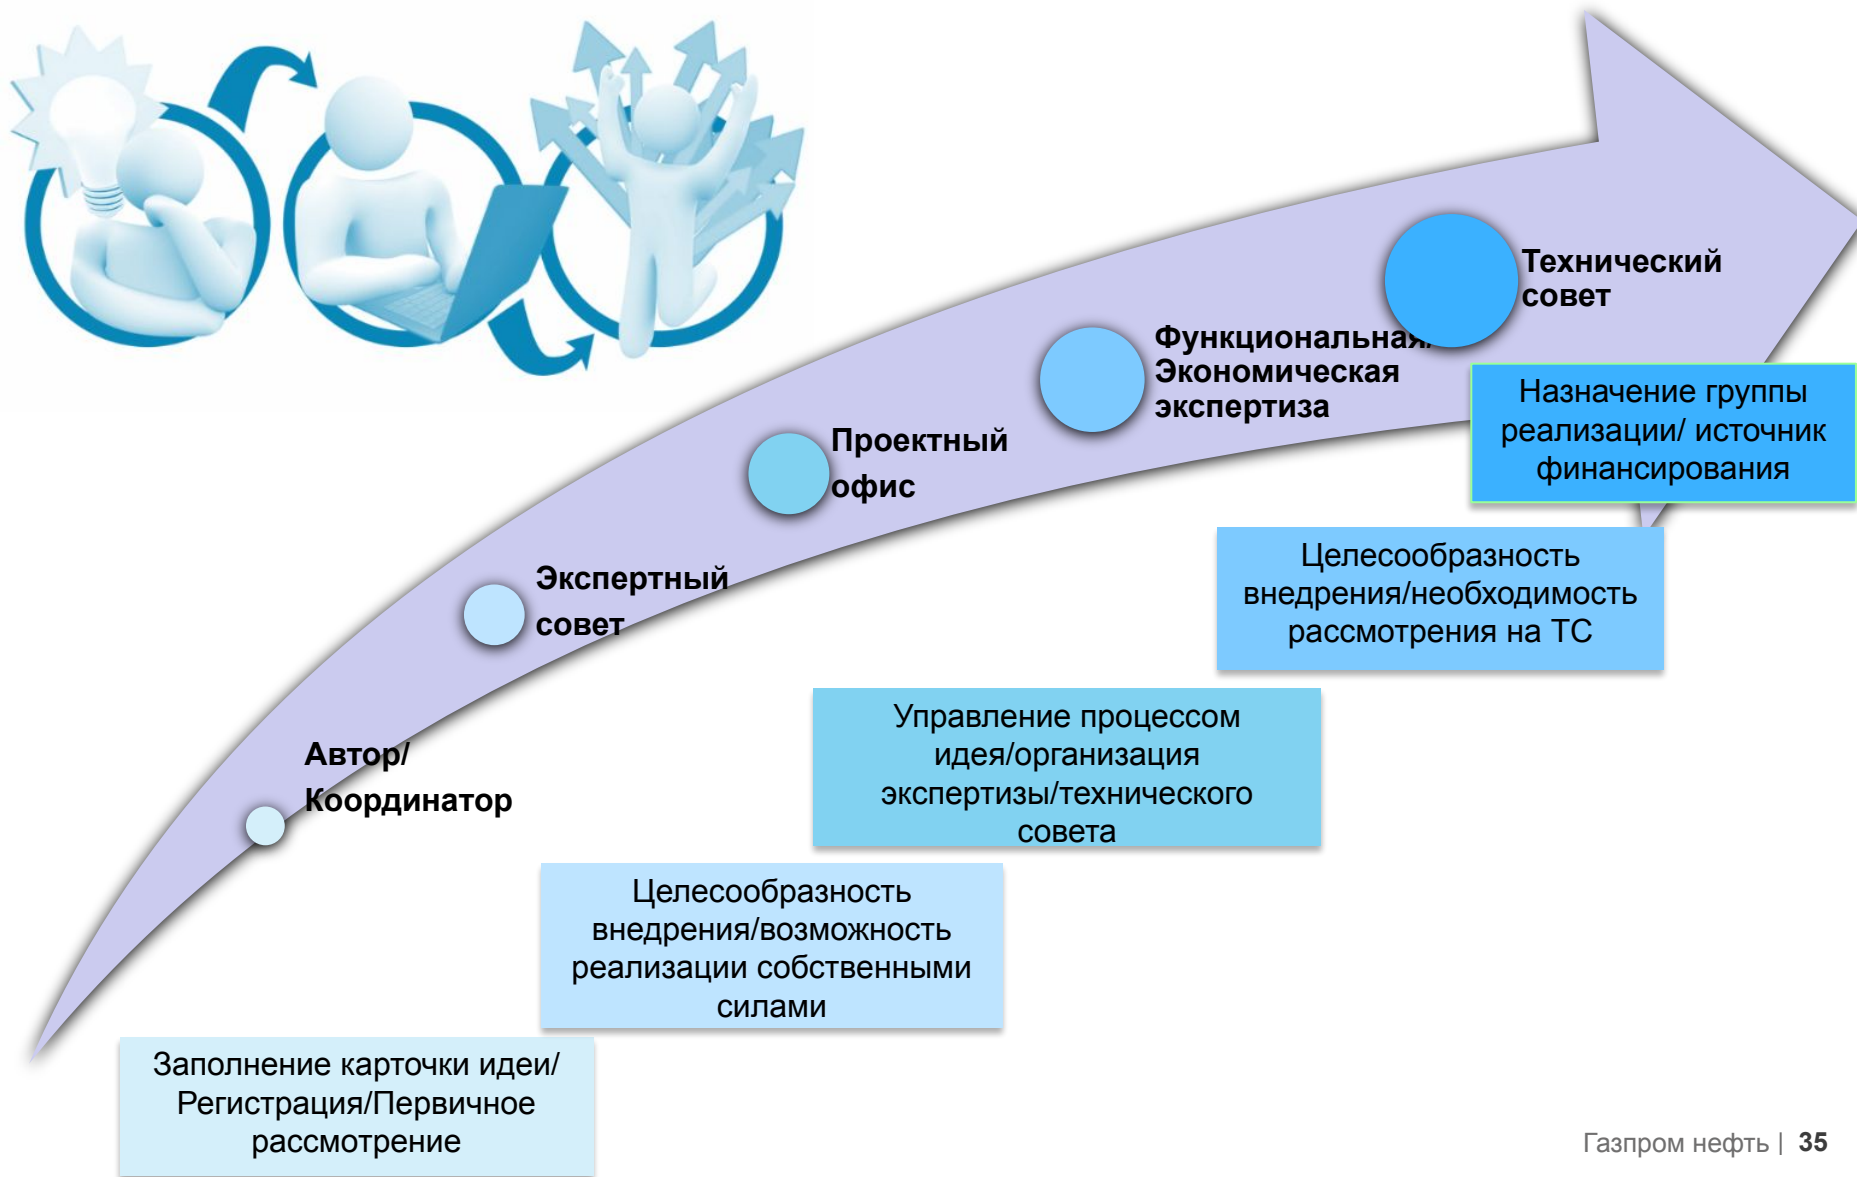 Технический
совет
Функциональная/
Экономическая
экспертиза
Назначение группы
реализации/ источник
финансирования
Проектный
офис
Целесообразность
внедрения/необходимость
рассмотрения на ТС
Экспертный
совет
Управление процессом
идея/организация
экспертизы/технического
совета
Автор/
Координатор
Целесообразность
внедрения/возможность
реализации собственными
силами
Заполнение карточки идеи/
Регистрация/Первичное
рассмотрение
Газпром нефть | 35